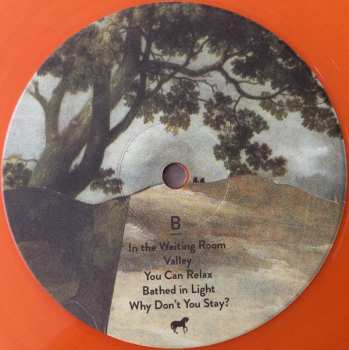 B
In the Waiting Room
Valley
You Can Relax
Bathed in Light
Why Don't You Stay?